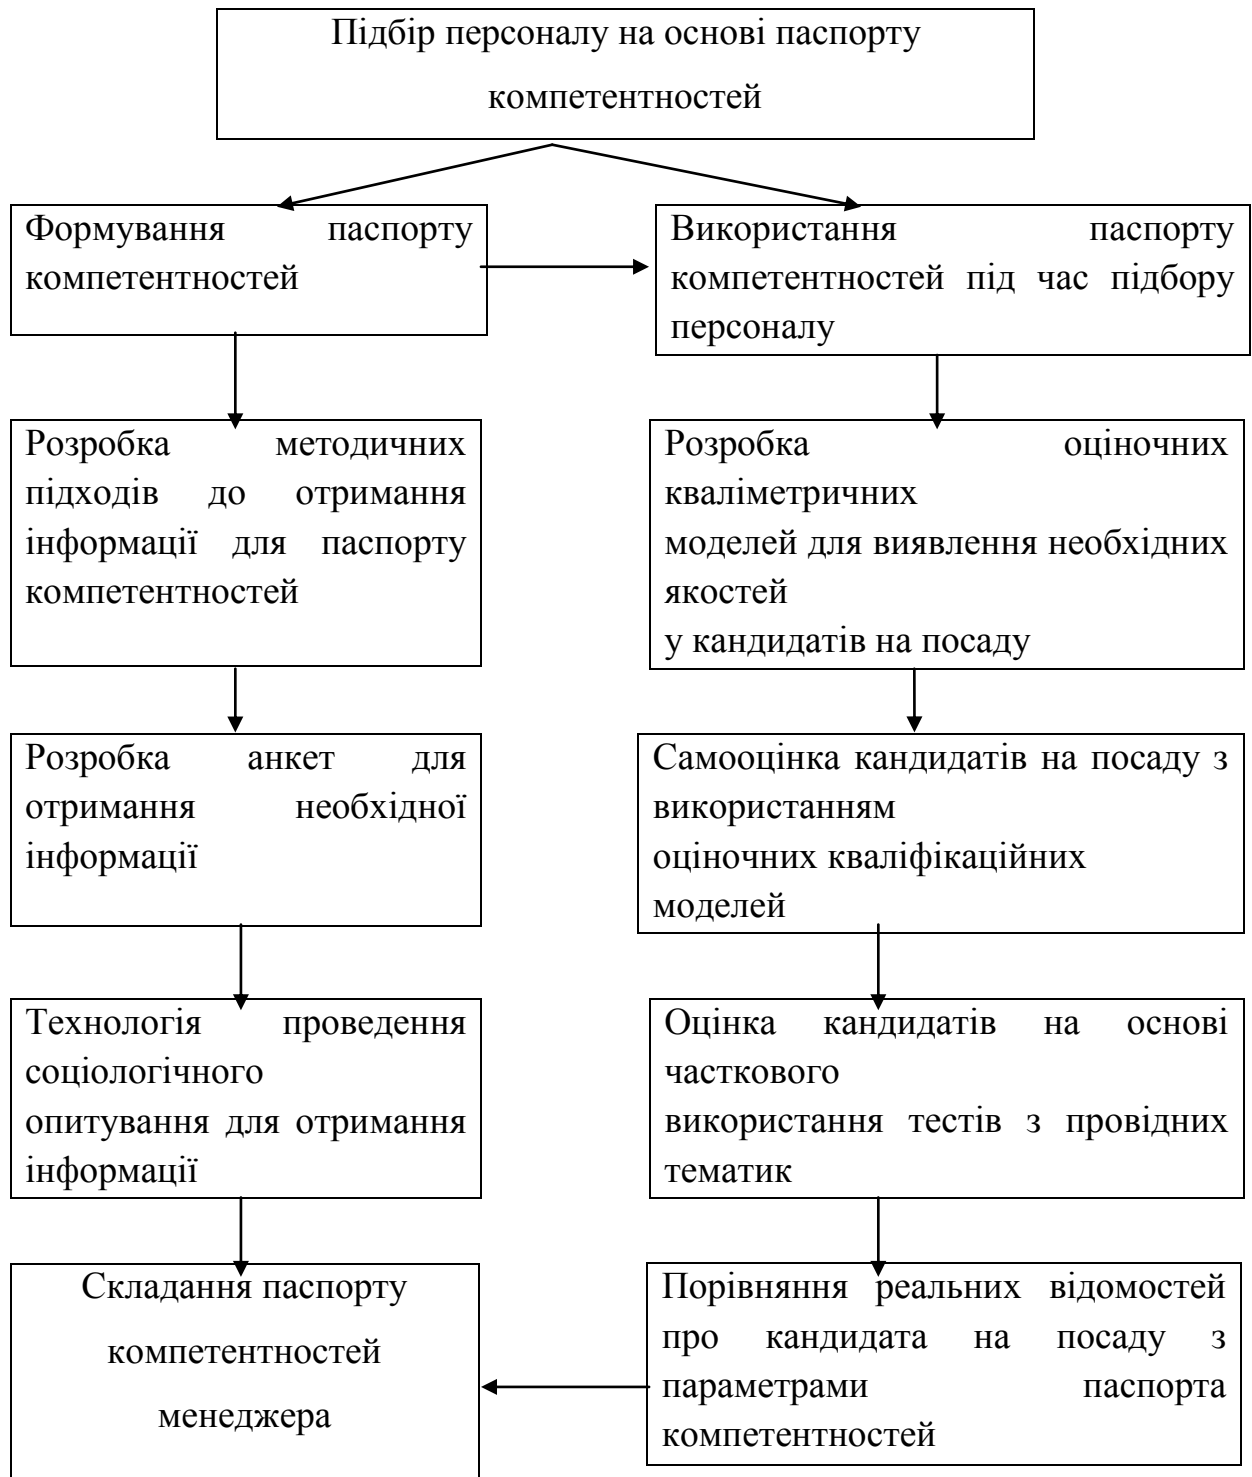 Підбір персоналу на основі паспорту
компетентностей
Формування паспорту
компетентностей
Використання паспорту
компетентностей під час підбору
персоналу
Розробка методичних
підходів до отримання
інформації для паспорту
компетентностей
Розробка оціночних
кваліметричних
моделей для виявлення необхідних
якостей
у кандидатів на посаду
Розробка анкет для
отримання необхідної
інформації
Самооцінка кандидатів на посаду з
використанням
оціночних кваліфікаційних
моделей
Технологія проведення
соціологічного
опитування для отримання
інформації
Оцінка кандидатів на основі
часткового
використання тестів з провідних
тематик
Складання паспорту
компетентностей
менеджера
Порівняння реальних відомостей
про кандидата на посаду з
параметрами паспорта
компетентностей